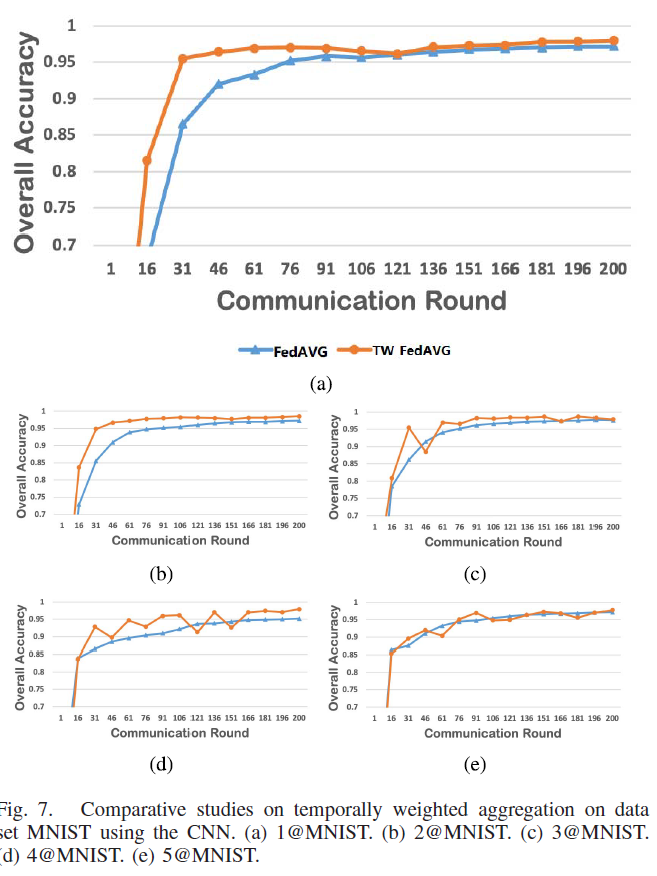 Overall Accuracy
1
0.95
0.9
0.85
0.8
0.75
0.7
1 16 31 46 61 76 91 106 121 136 151 166 181 196 200
Communication Round
FedAVG TW FedAVG
(a)
Overall Accuracy
1
0.95
0.9
0.85
0.8
0.75
0.7
1 16 31 46 61 76 91 106 121 136 151 166 181 196 200
Communication Round
(b)
Overall Accuracy
1
0.95
0.9
0.85
0.8
0.75
0.7
1 16 31 46 61 76 91 106 121 136 151 166 181 196 200
Communication Round
(c)
Overall Accuracy
1
0.95
0.9
0.85
0.8
0.75
0.7
1 16 31 46 61 76 91 106 121 136 151 166 181 196 200
Communication Round
(d)
Overall Accuracy
1
0.95
0.9
0.85
0.8
0.75
0.7
1 16 31 46 61 76 91 106 121 136 151 166 181 196 200
Communication Round
(e)
Fig. 7. Comparative studies on temporally weighted aggregation on data
set MNIST using the CNN. (a) 1@MNIST. (b) 2@MNIST. (c) 3@MNIST.
(d) 4@MNIST. (e) 5@MNIST.